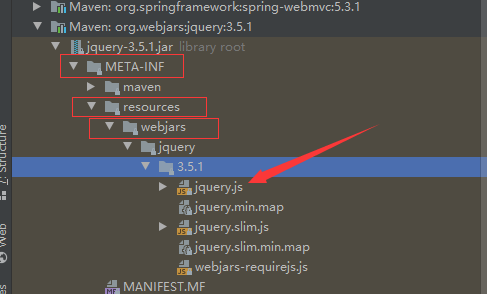 Maven: org.springframework:spring-webmvc:5.3.1
Maven: org.webjars:jquery:3.5.1
jquery-3.5.1.jar library root
META-INF
maven
resources
webjars
jquery
3.5.1
jquery.js
jquery.min.map
jquery.slim.js
jquery.slim.min.map
webjars-requirejs.js
MANIFEST.MF
7: Structure
Web